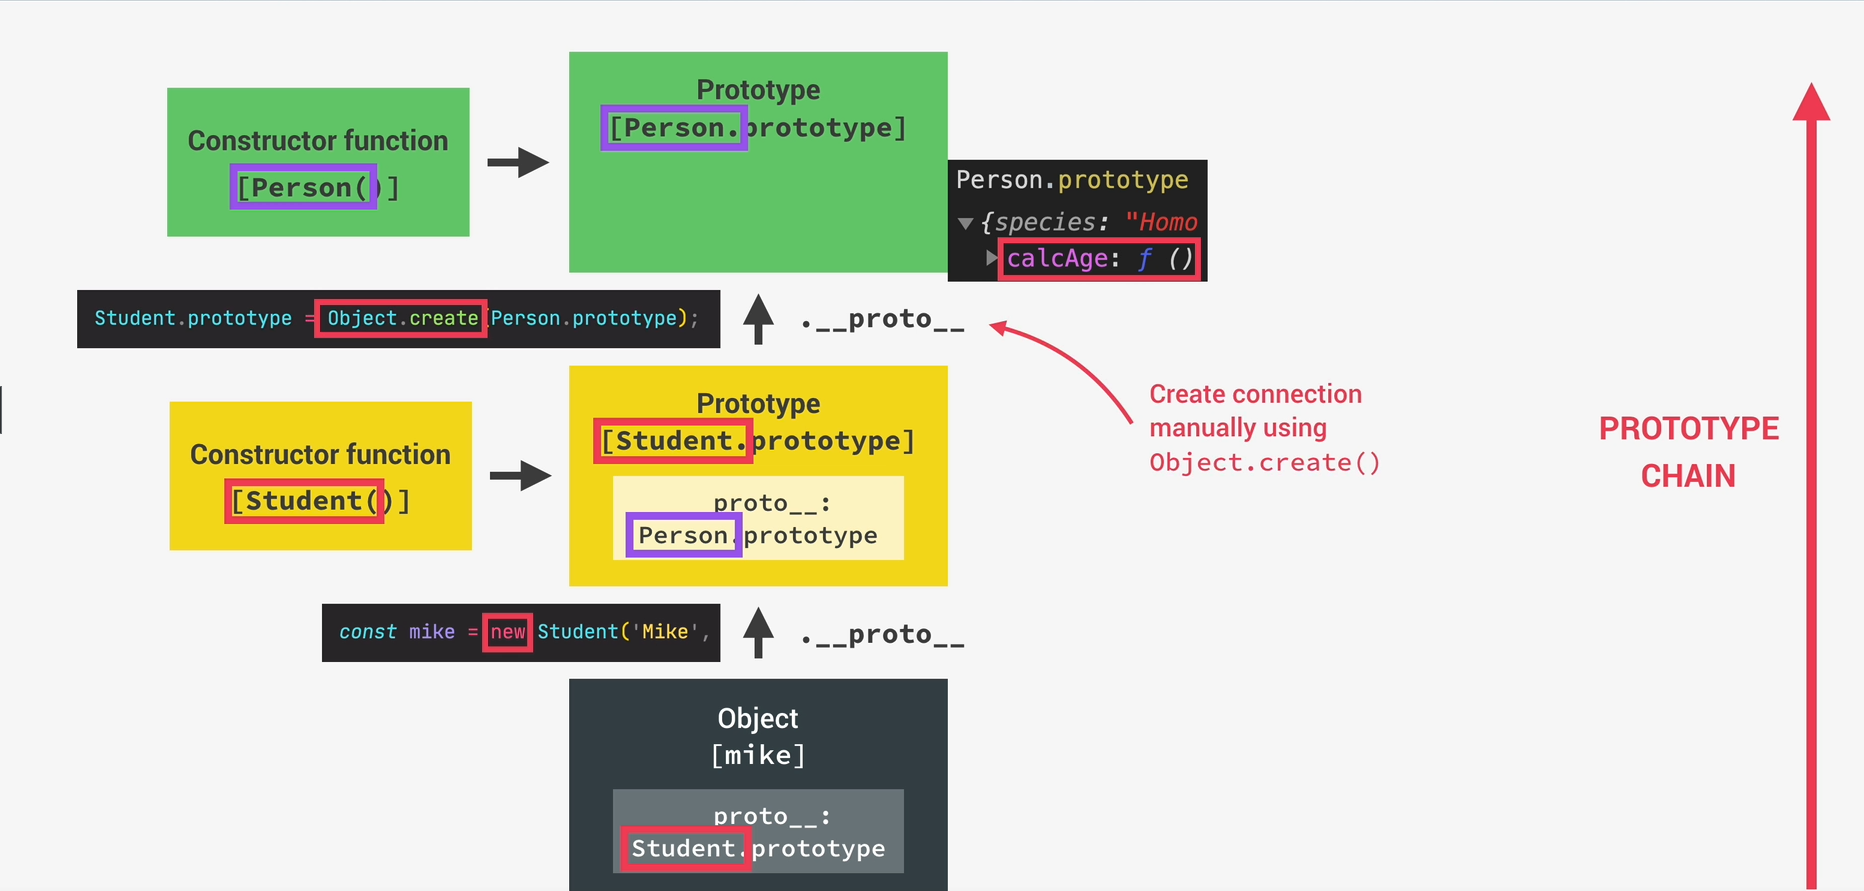 Prototype
[Person.prototype]
Constructor function
[Person()]
Person.prototype
{species: "Homo
calcAge: ƒ ()
Student.prototype = Object.create(Person.prototype);
.__proto__
Create connection
manually using
Object.create()
PROTOTYPE
CHAIN
Prototype
[Student.prototype]
Constructor function
[Student()]
proto__:
Person.prototype
const mike = new Student('Mike',
.__proto__
Object
[mike]
proto__:
Student.prototype